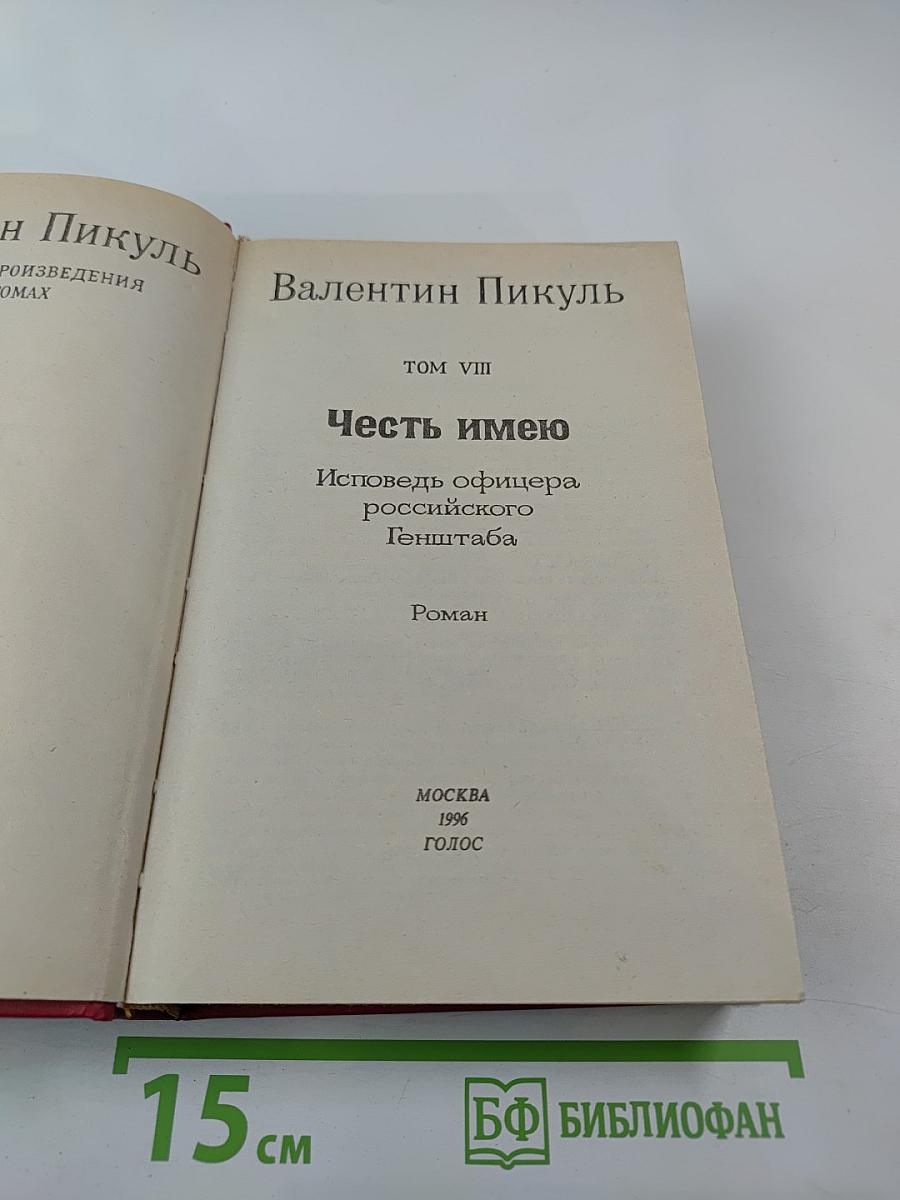 н Пикуль
РОИЗВЕДЕНИЯ
ОМАХ
Валентин Пикуль
ТОМ VIII
Честь имею
Исповедь офицера
российского
Генштаба
Роман
МОСКВА
1996
ГОЛОС
15 см
БФ БИБЛИОФАН